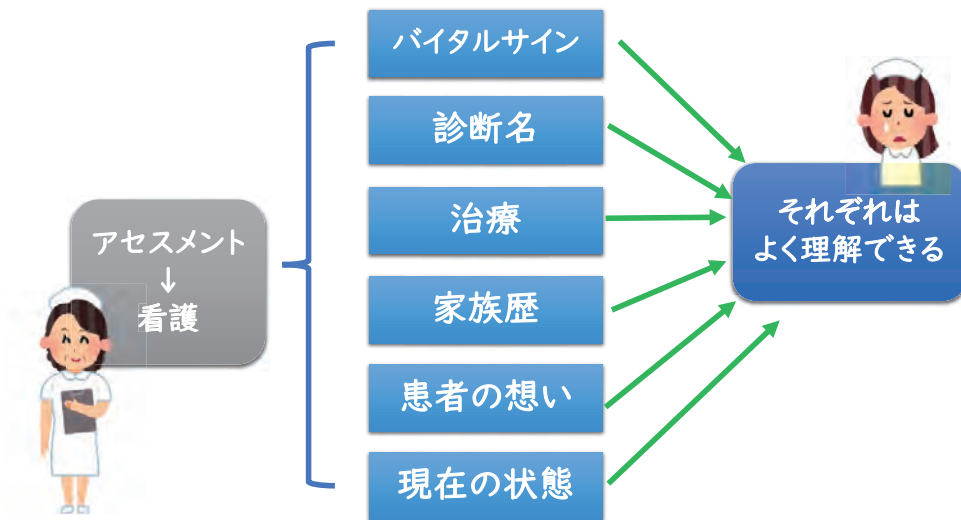 アセスメント
↓
看護
バイタルサイン
診断名
治療
家族歴
患者の想い
現在の状態
それぞれは
よく理解できる